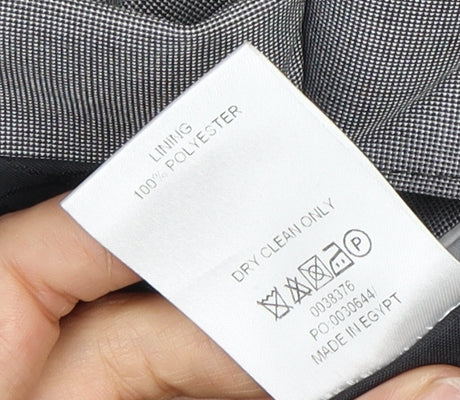 LINING
100% POLYESTER
DRY CLEAN ONLY
P
0038376
PO:0030644/
MADE IN EGYPT